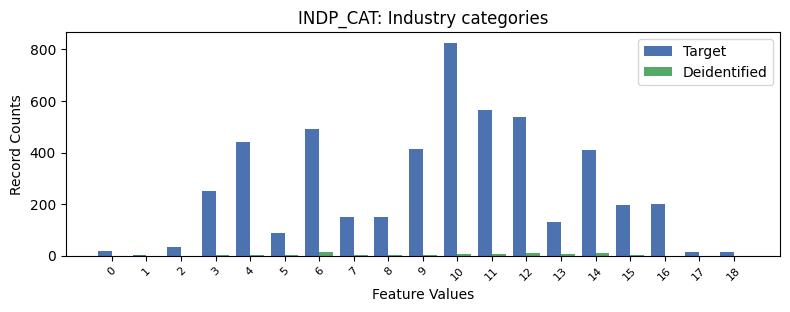 INDP_CAT: Industry categories
Target
Deidentified
Record Counts
800
600
400
200
0
0 1 2 3 4 5 6 7 8 9 10 11 12 13 14 15 16 17 18
Feature Values